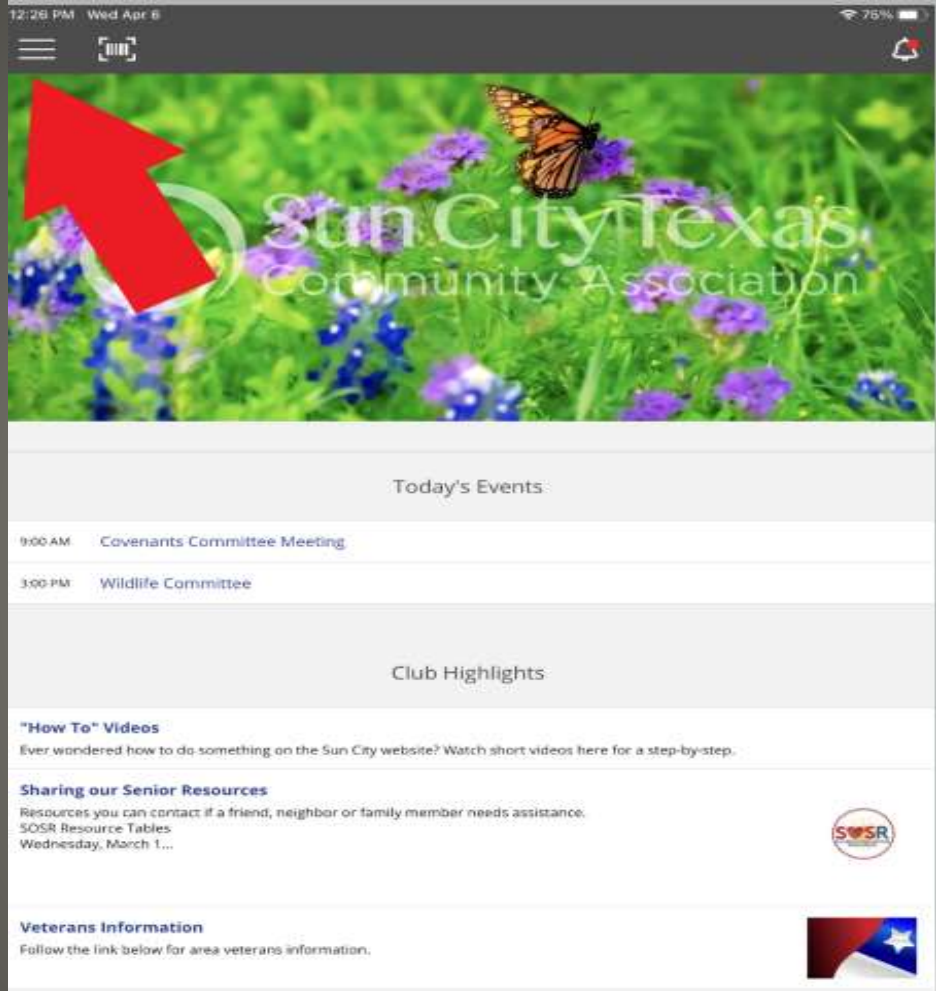 12:26 PM Wed Apr 6 76%
Sun City Texas
Community Association
Today's Events
9:00 AM Covenants Committee Meeting
3:00 PM Wildlife Committee
Club Highlights
"How To" Videos
Ever wondered how to do something on the Sun City website? Watch short videos here for a step-by-step.
Sharing our Senior Resources
Resources you can contact if a friend, neighbor or family member needs assistance.
SOSR Resource Tables
Wednesday, March 1...
SOSR
Veterans Information
Follow the link below for area veterans information.